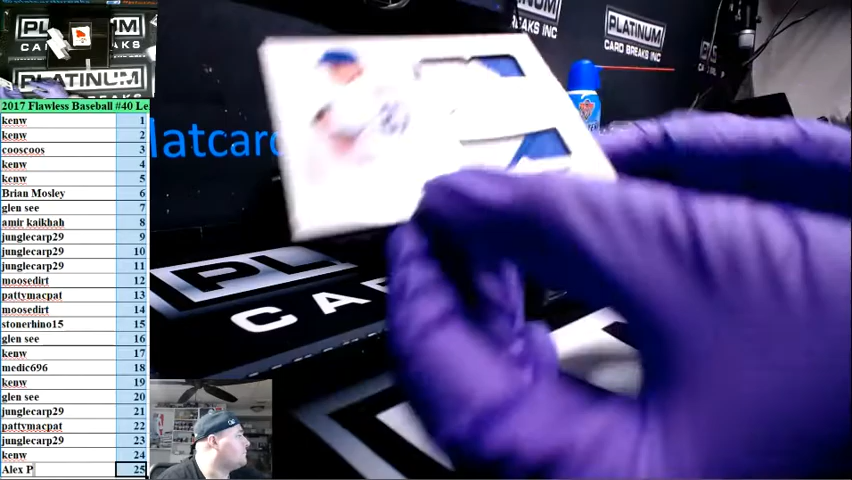 PLATINUM
CARD BREAKS
PLATINUM
2017 Flawless Baseball #40 Le
kenw 1
kenw 2
cooscoos 3
kenw 4
kenw 5
Brian Mosley 6
glen see 7
amir kaikhah 8
junglecarp29 9
junglecarp29 10
junglecarp29 11
moosedirt 12
pattymacpat 13
moosedirt 14
stonerhino15 15
glen see 16
kenw 17
medic696 18
kenw 19
glen see 20
junglecarp29 21
pattymacpat 22
junglecarp29 23
kenw 24
Alex P 25
PLATINUM
BREAKS INC
PLATINUM
CARD BREAKS INC
atcar
PL
CA